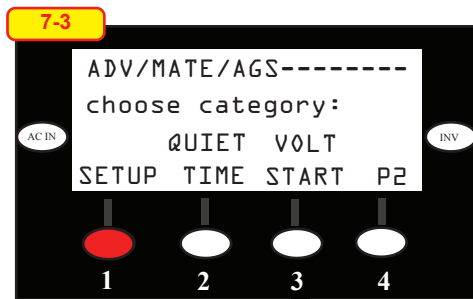 7-3
ADV/MATE/AGS--------
choose category:
QUIET VOLT
SETUP TIME START P2
AC IN
INV
1 2 3 4